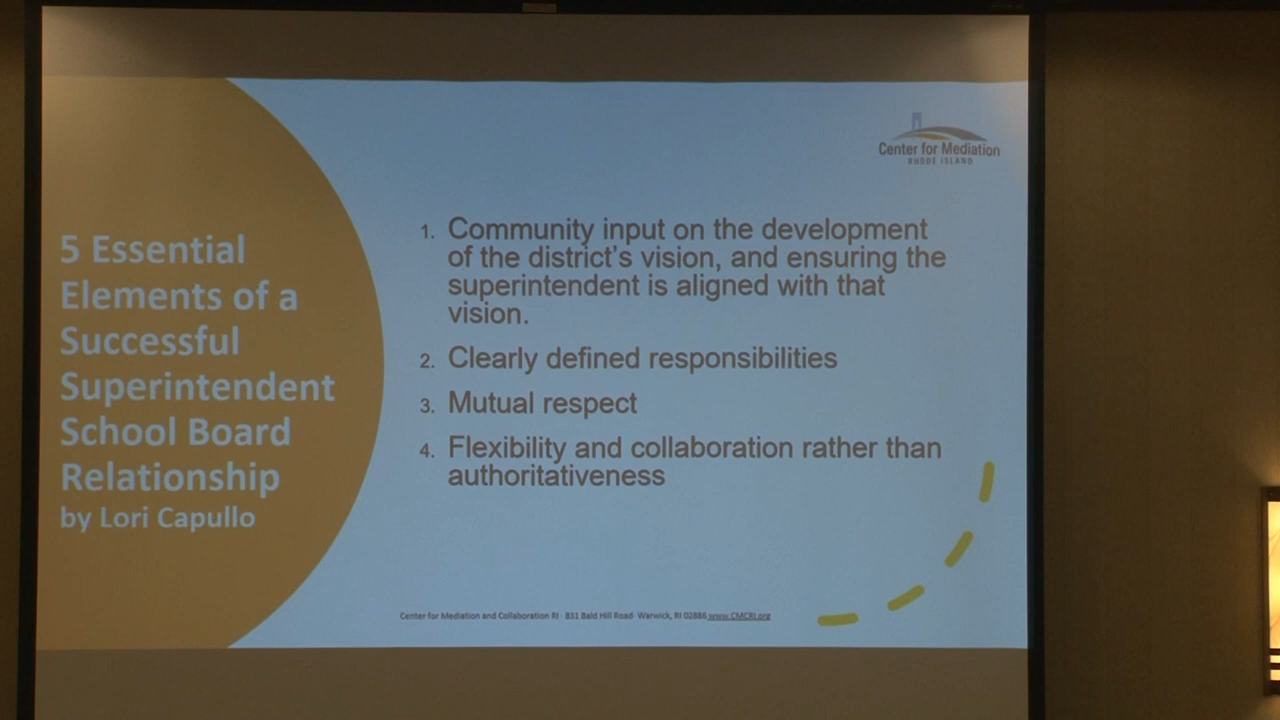 Center for Mediation
RHODE ISLAND
5 Essential
Elements of a
Successful
Superintendent
School Board
Relationship
by Lori Capullo
1. Community input on the development
of the district's vision, and ensuring the
superintendent is aligned with that
vision.
2. Clearly defined responsibilities
3. Mutual respect
4. Flexibility and collaboration rather than
authoritativeness
Center for Mediation and Collaboration RI · 831 Bald Hill Road· Warwick, RI 02886 www.CMCRI.org